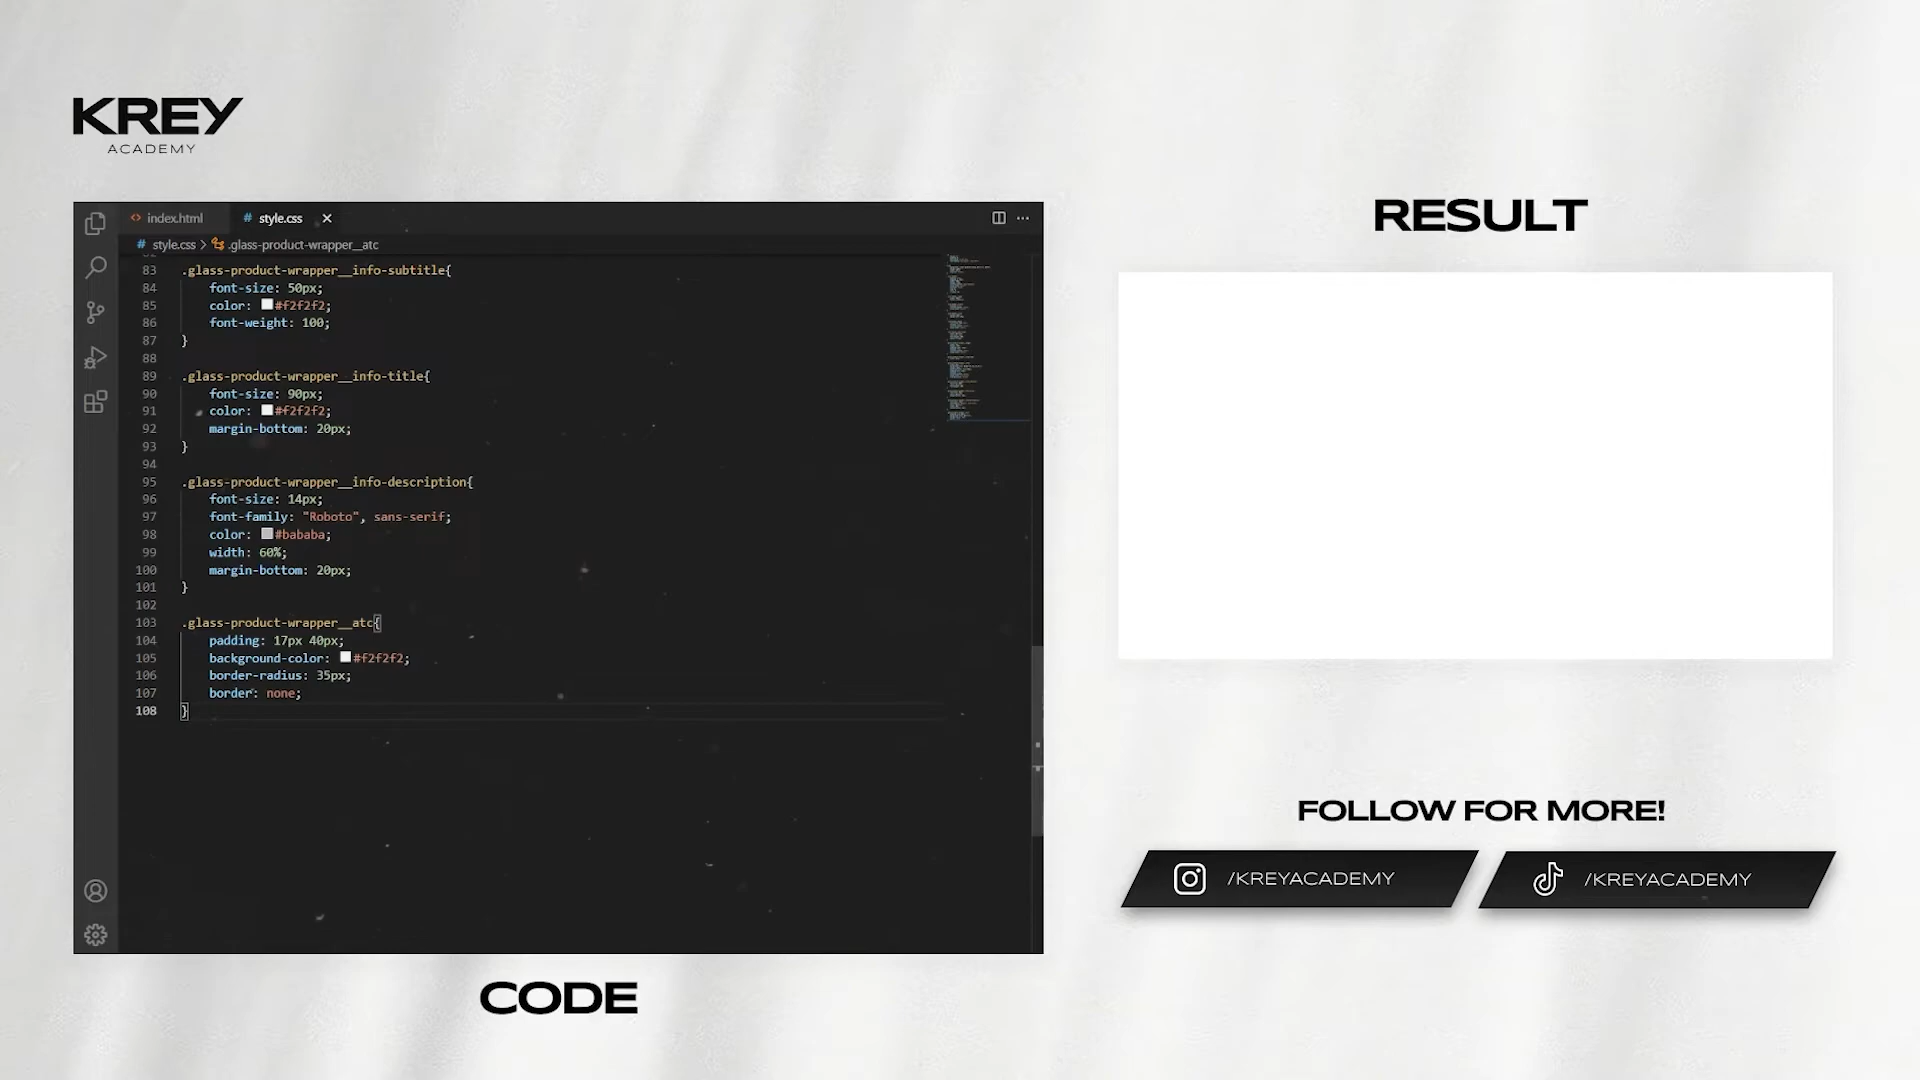 KREY
ACADEMY
index.html
# style.css
# style.css > .glass-product-wrapper__atc
83 .glass-product-wrapper__info-subtitle{
84 font-size: 50px;
85 color: #f2f2f2;
86 font-weight: 100;
87 }
88
89 .glass-product-wrapper__info-title{
90 font-size: 90px;
91 color: #f2f2f2;
92 margin-bottom: 20px;
93 }
94
95 .glass-product-wrapper__info-description{
96 font-size: 14px;
97 font-family: "Roboto", sans-serif;
98 color: #bababa;
99 width: 60%;
100 margin-bottom: 20px;
101 }
102
103 .glass-product-wrapper__atc{
104 padding: 17px 40px;
105 background-color: #f2f2f2;
106 border-radius: 35px;
107 border: none;
108 }
CODE
RESULT
FOLLOW FOR MORE!
/KREYACADEMY
/KREYACADEMY